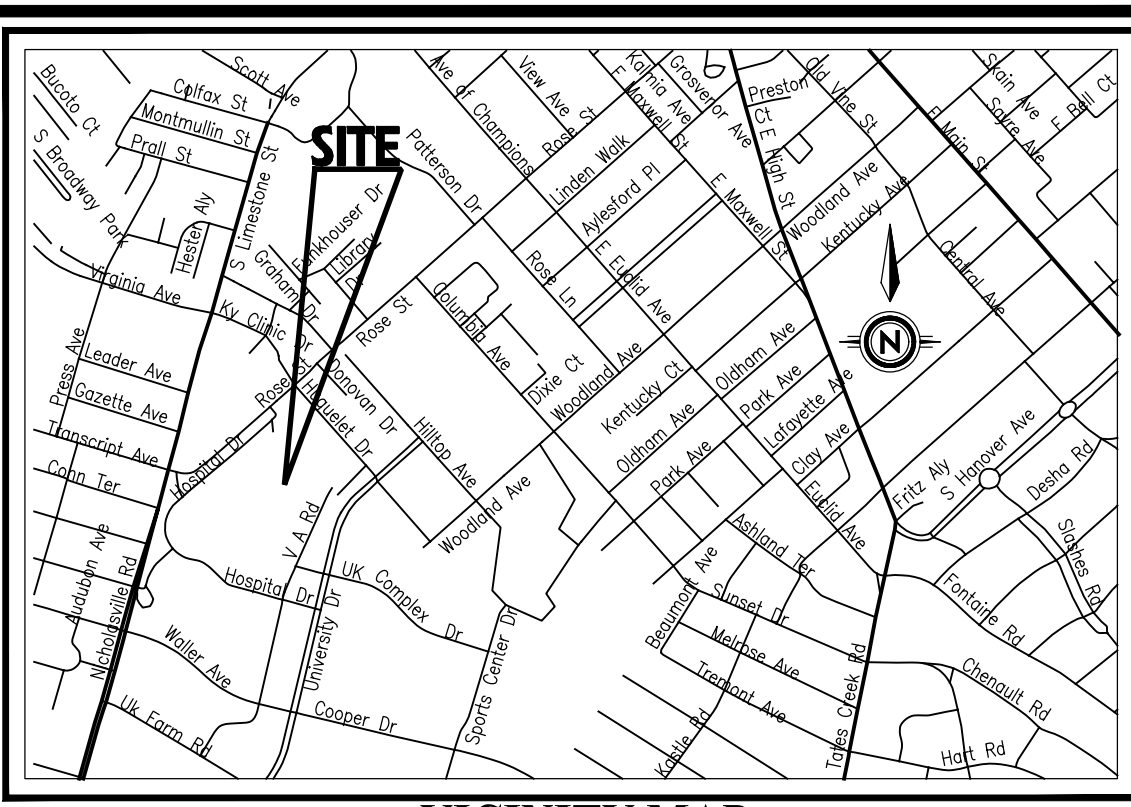 Bucoto Ct
Scott Ave
Colfax St
Montmullin St
Prall St
S Broadway Park
Hester Aly
S Limestone St
Virginia Ave
SITE
Patterson Dr
Funkhouser Dr
Library
Dr
Graham Dr
Ky Clinic Dr
Rose St
Rose St
Ave of Champions
View Ave
Rose St
Kalmia Ave
E Maxwell St
Grosvenor Ave
Preston
Ct
Old Vine St
E High St
E Main St
Skain Ave
Sayre Ave
E Bell Ct
Linden Walk
Aylesford Pl
E Maxwell St
Woodland Ave
Kentucky Ave
Central Ave
N
Rose Ln
E Euclid Ave
Columbia Ave
Dixie Ct
Woodland Ave
Kentucky Ct
Oldham Ave
Oldham Ave
Park Ave
Park Ave
Lafayette Ave
Clay Ave
Euclid Ave
Press Ave
Leader Ave
Gazette Ave
Transcript Ave
Conn Ter
Hospital Dr
Huguelet Dr
Donovan Dr
Hilltop Ave
Woodland Ave
Fritz Aly
S Hanover Ave
Desha Rd
Slashes Rd
Audubon Ave
Nicholasville Rd
V A Rd
Hospital Dr
UK Complex Dr
University Dr
Sports Center Dr
Waller Ave
Uk Farm Rd
Cooper Dr
Ashland Ter
Beaumont Ave
Sunset Dr
Melrose Ave
Tremont Ave
Kastle Rd
Tates Creek Rd
Fontaine Rd
Chenault Rd
Hart Rd
VICINITY MAP